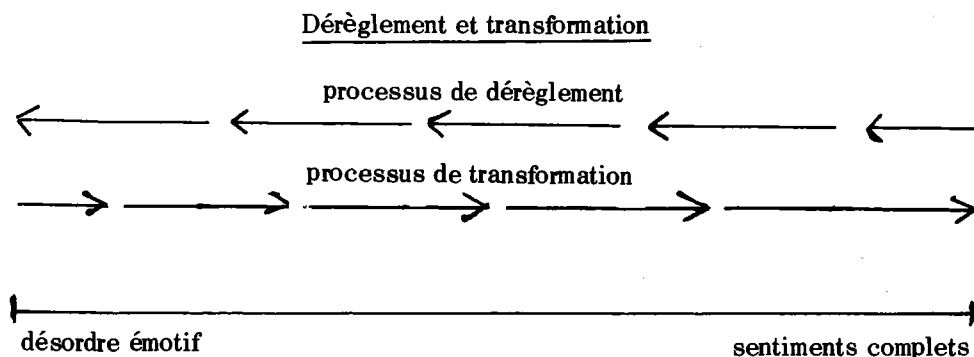 Dérèglement et transformation
processus de dérèglement
processus de transformation
désordre émotif
sentiments complets